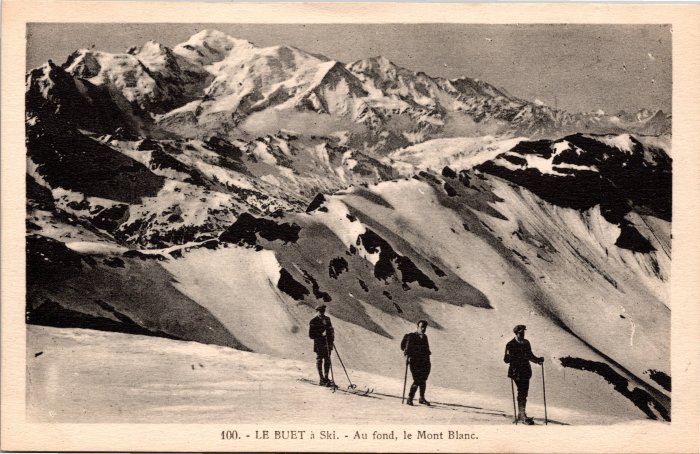 100. - LE BUET à Ski. - Au fond, le Mont Blanc.